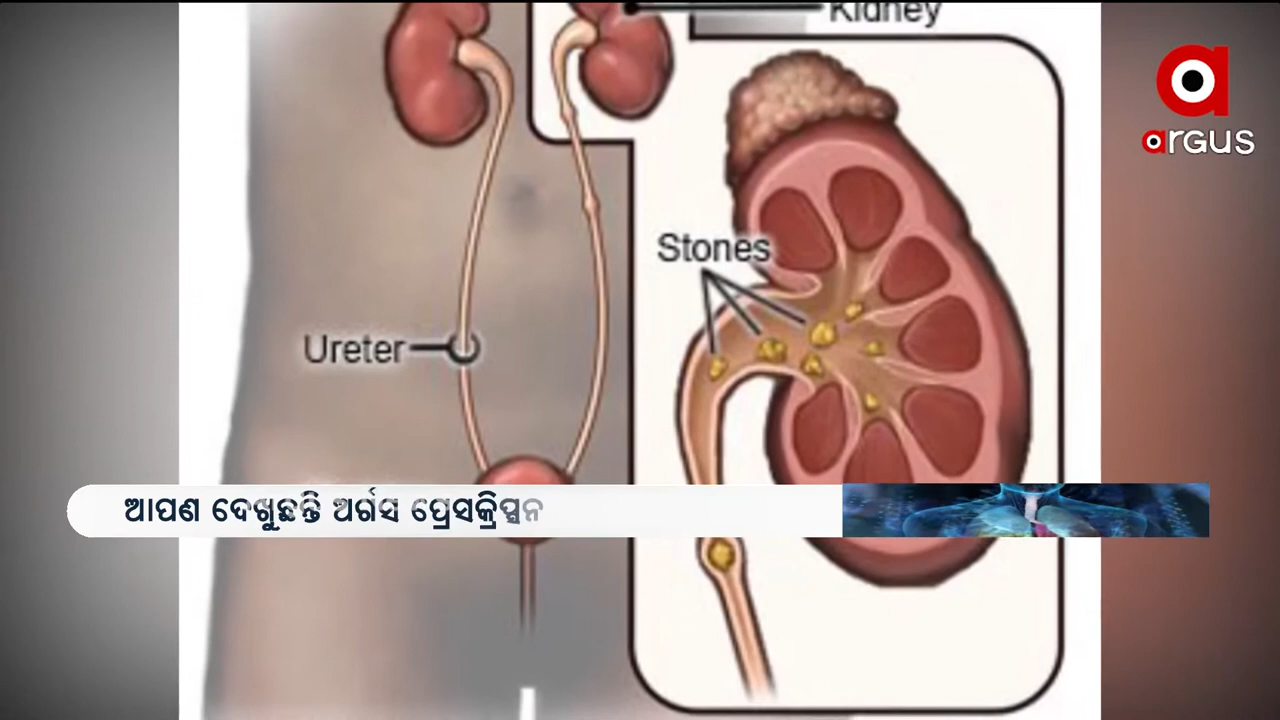 Kidney
argus
Stones
Ureter
ଆପଣ ଦେଖୁଛନ୍ତି ଅର୍ଗସ ପ୍ରେସକ୍ରିପ୍ସନ